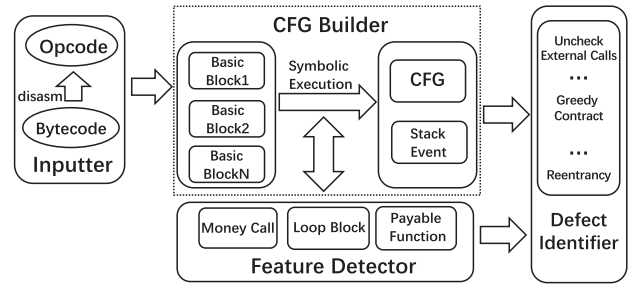 Opcode
disasm
Bytecode
Inputter
CFG Builder
Basic
Block1
Basic
Block2
Basic
BlockN
Symbolic
Execution
CFG
Stack
Event
Money Call
Loop Block
Payable
Function
Feature Detector
Uncheck
External Calls
...
Greedy
Contract
...
Reentrancy
Defect
Identifier